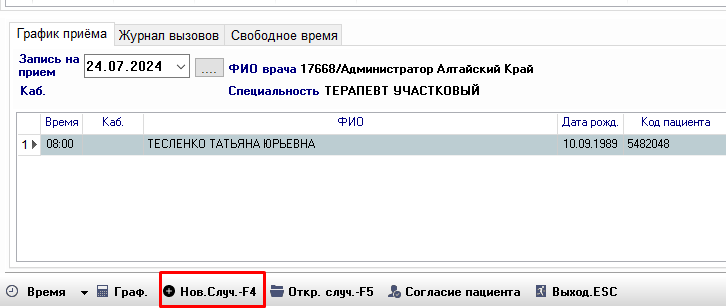 График приёма Журнал вызовов Свободное время
Запись на прием 24.07.2024 .... ФИО врача 17668/Администратор Алтайский Край
Каб. Специальность ТЕРАПЕВТ УЧАСТКОВЫЙ
Время Каб. ФИО Дата рожд. Код пациента
1 08:00 ТЕСЛЕНКО ТАТЬЯНА ЮРЬЕВНА 10.09.1989 5482048
Время Граф. Нов.Случ.-F4 Откр. случ.-F5 Согласие пациента Выход.ESC